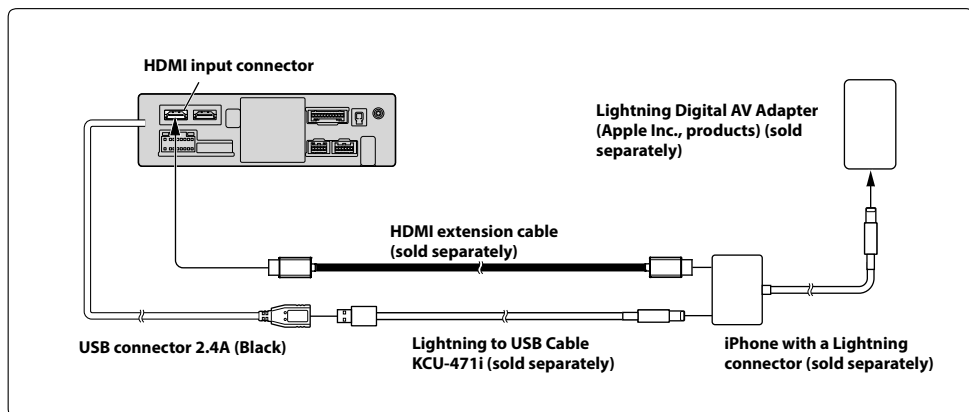 HDMI input connector
Lightning Digital AV Adapter
(Apple Inc., products) (sold
separately)
HDMI extension cable
(sold separately)
USB connector 2.4A (Black)
Lightning to USB Cable
KCU-471i (sold separately)
iPhone with a Lightning
connector (sold separately)